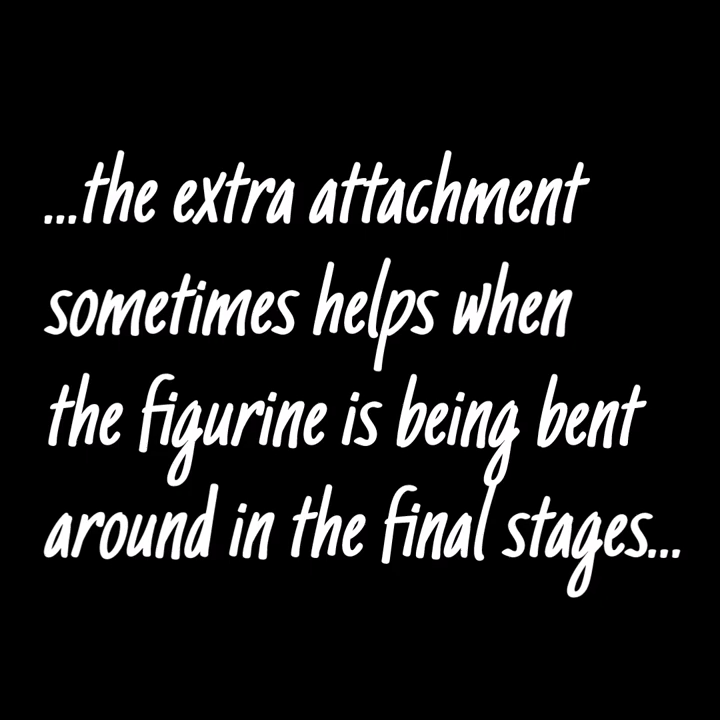 ...the extra attachment
sometimes helps when
the figurine is being bent
around in the final stages...